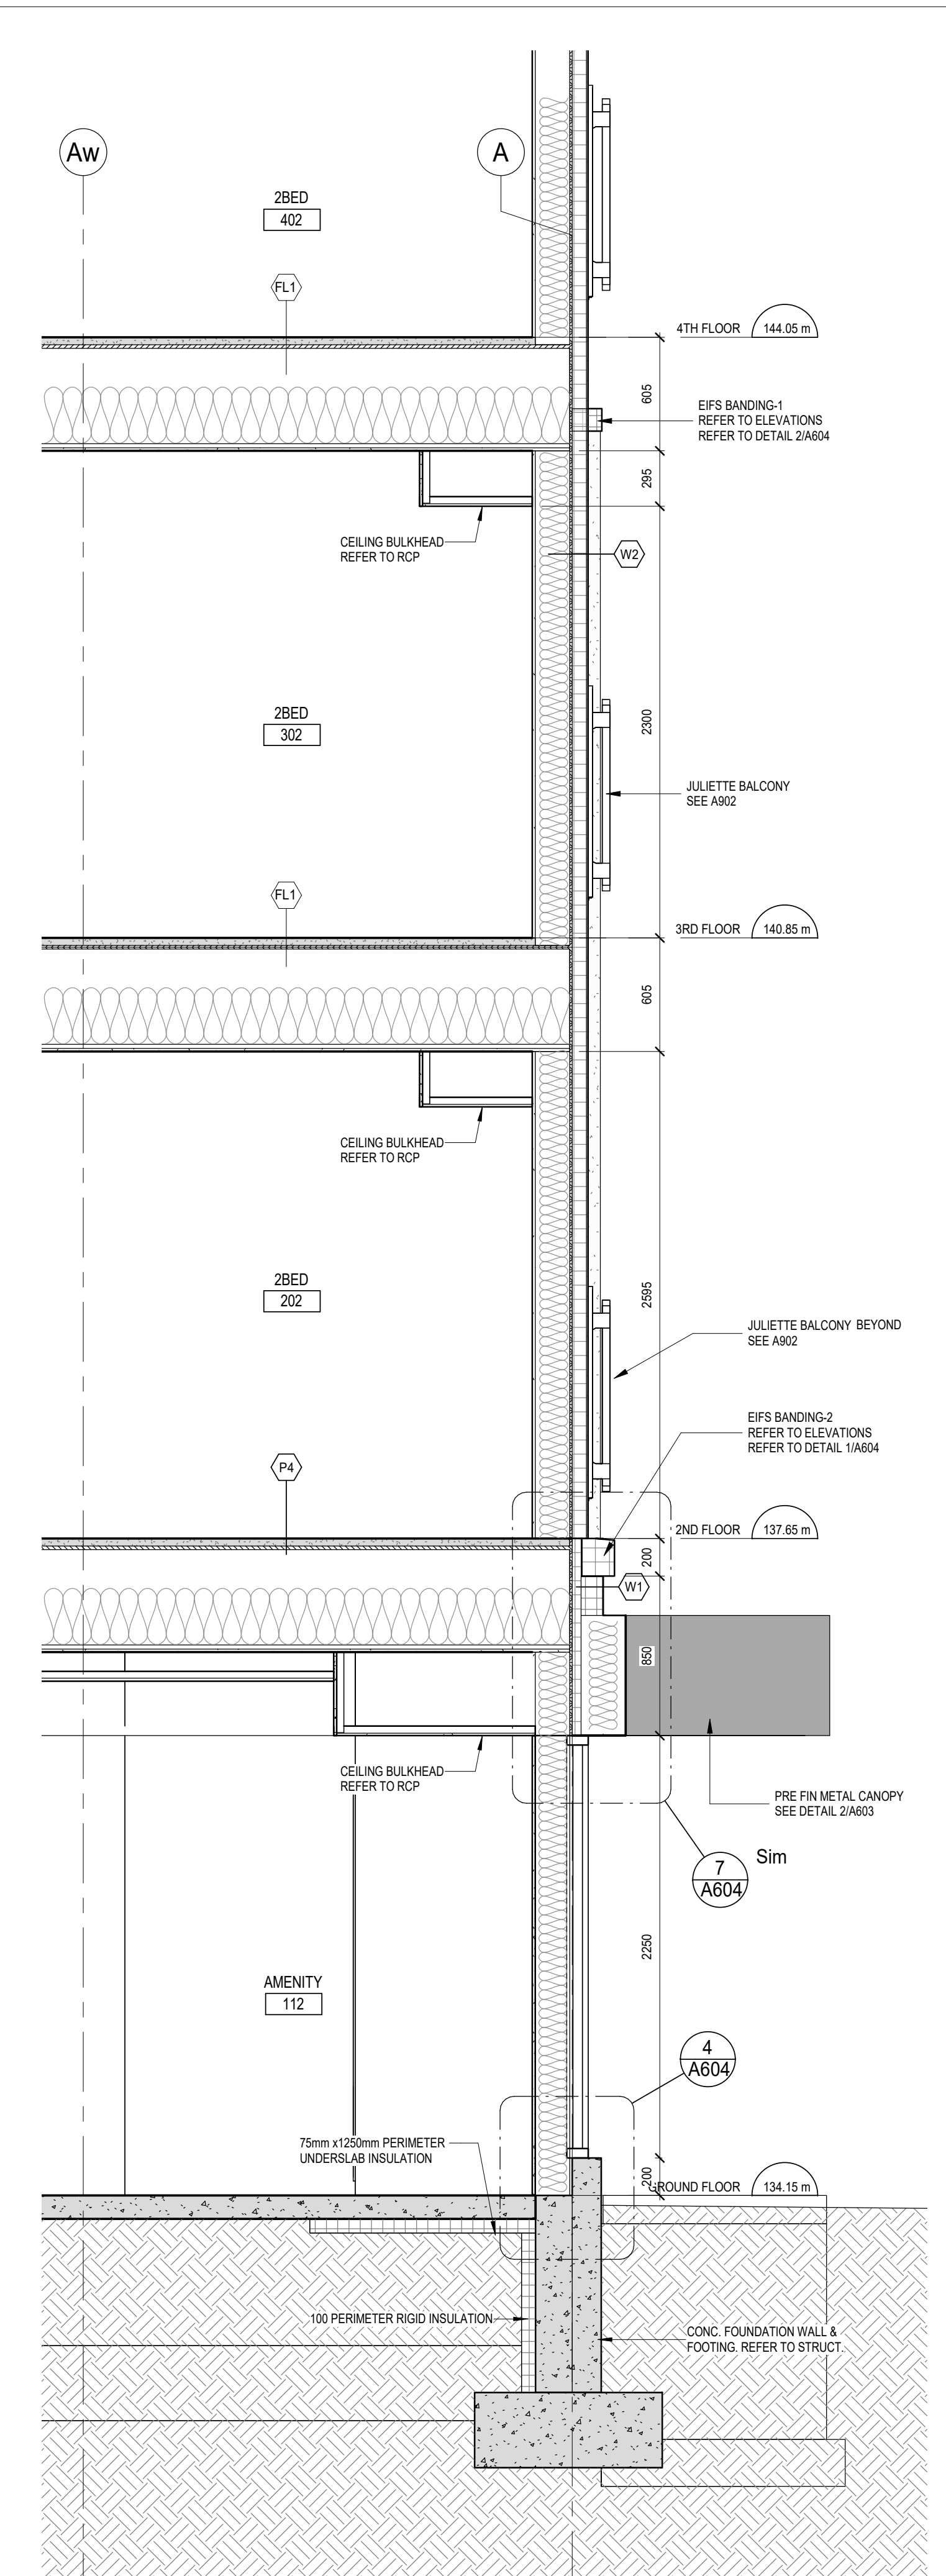 Aw
A
2BED
402
FL1
4TH FLOOR 144.05 m
605
EIFS BANDING-1
REFER TO ELEVATIONS
REFER TO DETAIL 2/A604
295
CEILING BULKHEAD
REFER TO RCP
W2
2BED
302
2300
JULIETTE BALCONY
SEE A902
FL1
3RD FLOOR 140.85 m
605
CEILING BULKHEAD
REFER TO RCP
2BED
202
2595
JULIETTE BALCONY BEYOND
SEE A902
EIFS BANDING-2
REFER TO ELEVATIONS
REFER TO DETAIL 1/A604
P4
2ND FLOOR 137.65 m
200
W1
850
CEILING BULKHEAD
REFER TO RCP
PRE FIN METAL CANOPY
SEE DETAIL 2/A603
7
A604
Sim
2250
AMENITY
112
4
A604
75mm x1250mm PERIMETER
UNDERSLAB INSULATION
200
GROUND FLOOR 134.15 m
100 PERIMETER RIGID INSULATION
CONC. FOUNDATION WALL &
FOOTING. REFER TO STRUCT.